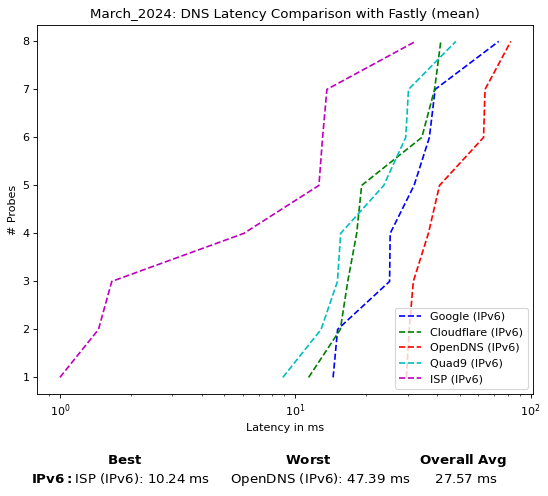 March_2024: DNS Latency Comparison with Fastly (mean)
8
7
6
5
4
3
2
1
# Probes
Google (IPv6)
Cloudflare (IPv6)
OpenDNS (IPv6)
Quad9 (IPv6)
ISP (IPv6)
10⁰ 10¹ 10²
Latency in ms
Best Worst Overall Avg
IPv6: ISP (IPv6): 10.24 ms OpenDNS (IPv6): 47.39 ms 27.57 ms